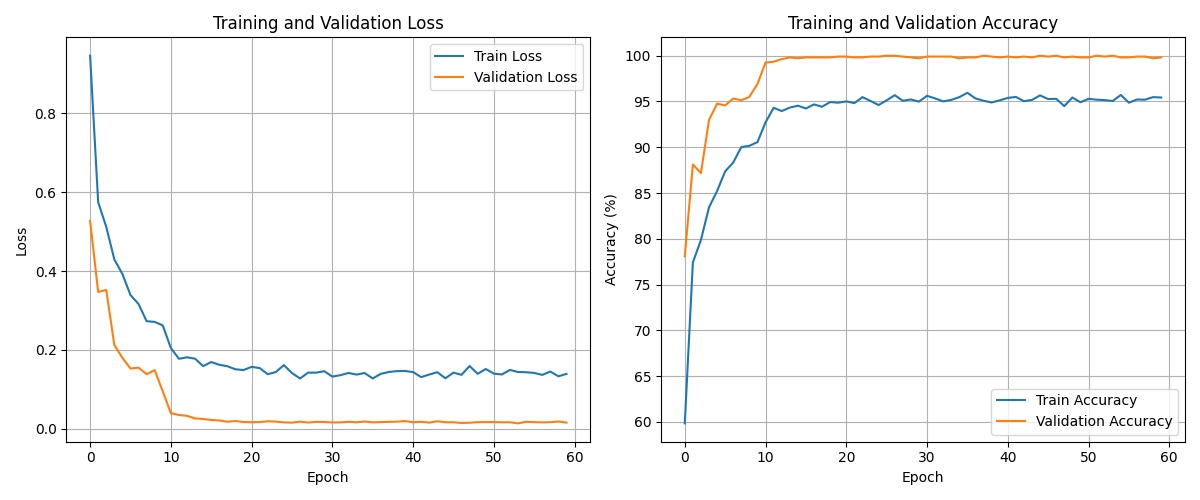 Training and Validation Loss
Train Loss
Validation Loss
Loss
0.8
0.6
0.4
0.2
0.0
0 10 20 30 40 50 60
Epoch
Training and Validation Accuracy
Accuracy (%)
100
95
90
85
80
75
70
65
60
Train Accuracy
Validation Accuracy
0 10 20 30 40 50 60
Epoch